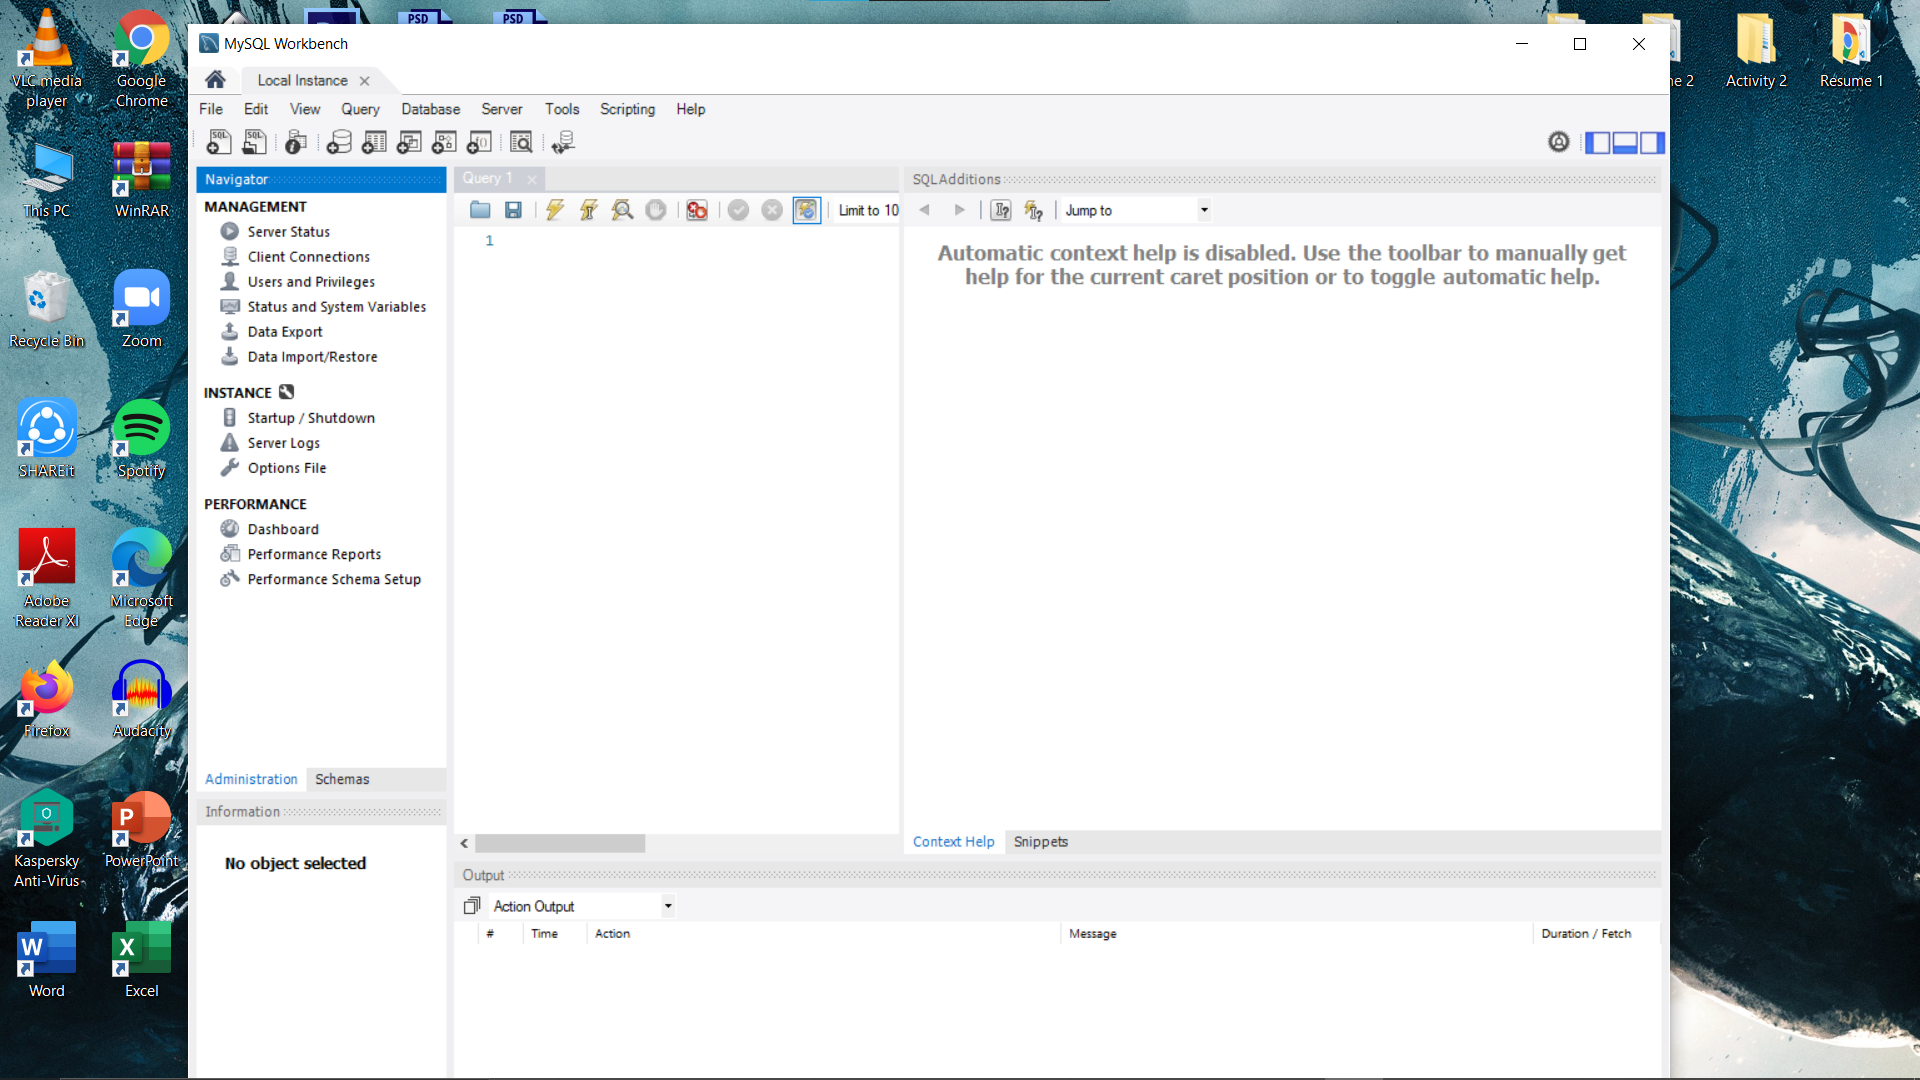 PSD
PSD
VLC media
player
Google
Chrome
This PC
WinRAR
Recycle Bin
Zoom
SHAREit
Spotify
Adobe
Reader XI
Microsoft
Edge
Firefox
Audacity
Kaspersky
Anti-Virus
PowerPoint
Word
Excel
MySQL Workbench
Local Instance
File Edit View Query Database Server Tools Scripting Help
SQL SQL
Navigator
MANAGEMENT
Server Status
Client Connections
Users and Privileges
Status and System Variables
Data Export
Data Import/Restore
INSTANCE
Startup / Shutdown
Server Logs
Options File
PERFORMANCE
Dashboard
Performance Reports
Performance Schema Setup
Administration Schemas
Information
No object selected
Query 1
Limit to 10
1
SQLAdditions
Jump to
Automatic context help is disabled. Use the toolbar to manually get
help for the current caret position or to toggle automatic help.
Context Help Snippets
Output
Action Output
# Time Action Message Duration / Fetch
Activity 2
Resume 1